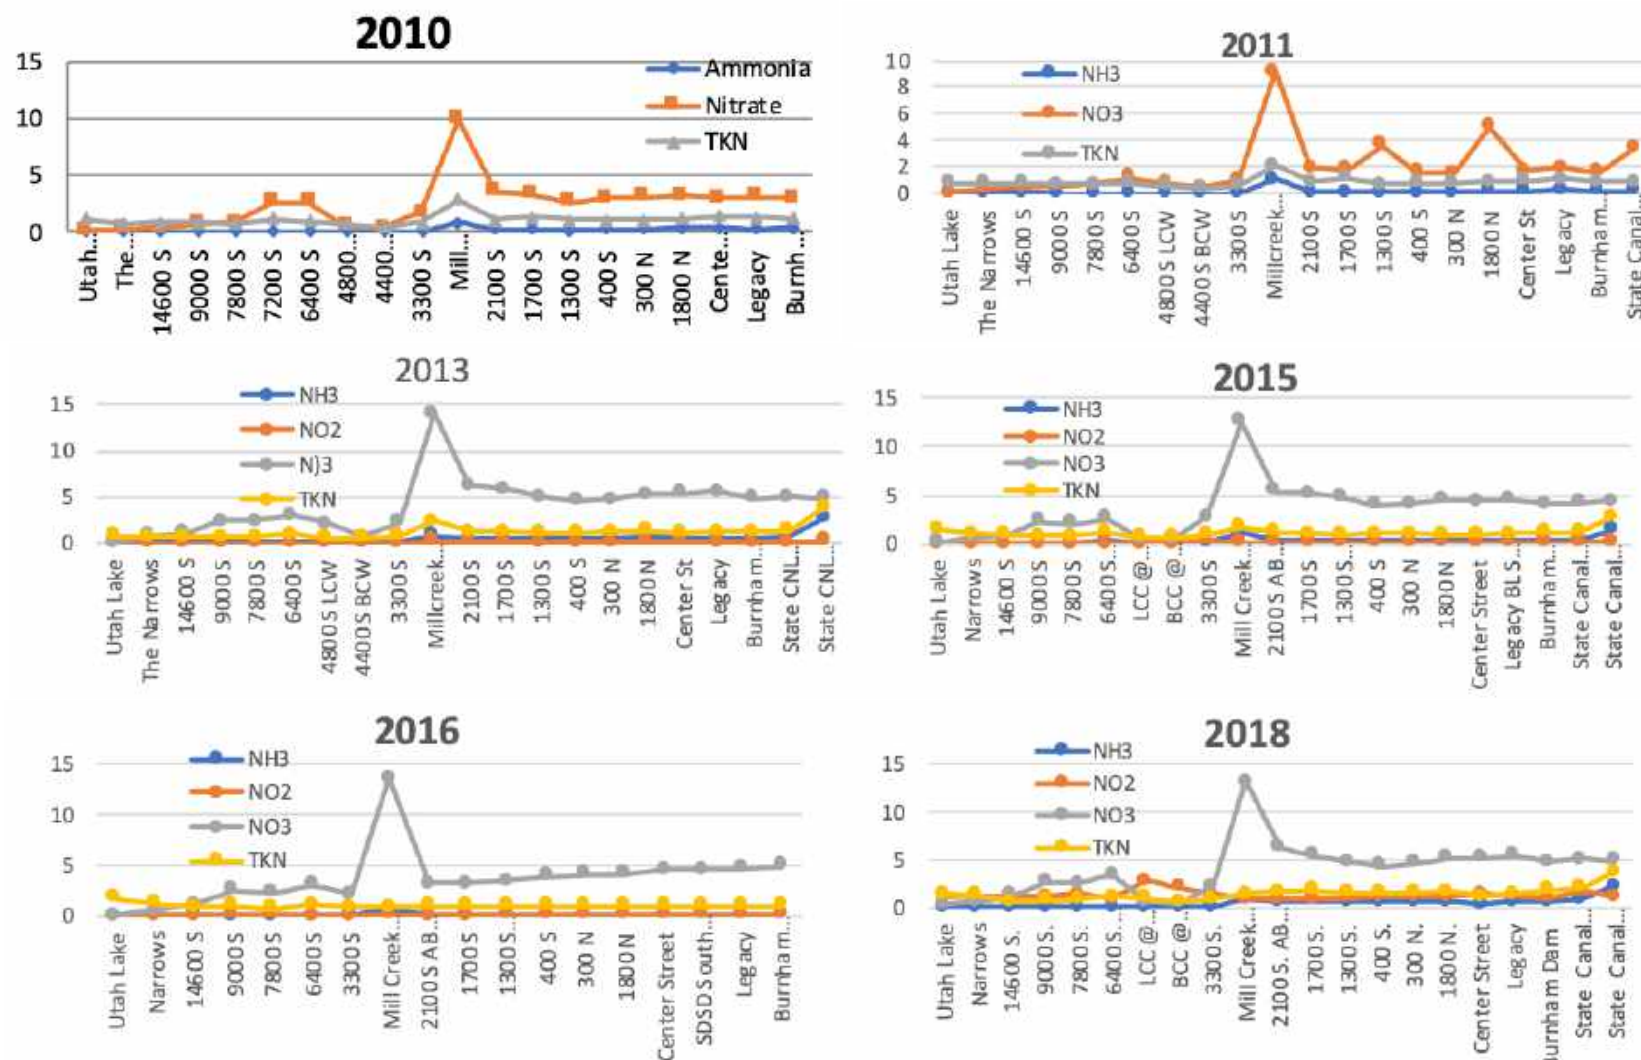 2010
15
10
5
0
Ammonia
Nitrate
TKN
Utah...
The...
14600 S
9000 S
7800 S
7200 S
6400 S
4800...
4400...
3300 S
Mill...
2100 S
1700 S
1300 S
400 S
300 N
1800 N
Cente...
Legacy
Burnh...
2011
10
8
6
4
2
0
NH3
NO3
TKN
Utah Lake
The Narrows
14600 S
9000 S
7800 S
6400 S
4800 S LCW
4400 S BCW
3300 S
Millcreek...
2100 S
1700 S
1300 S
400 S
300 N
1800 N
Center St
Legacy
Burnham...
State Canal...
2013
15
10
5
0
NH3
NO2
N)3
TKN
Utah Lake
The Narrows
14600 S
9000 S
7800 S
6400 S
4800 S LCW
4400 S BCW
3300 S
Millcreek...
2100 S
1700 S
1300 S
400 S
300 N
1800 N
Center St
Legacy
Burnham...
State CNL...
State CNL...
2015
15
10
5
0
NH3
NO2
NO3
TKN
Utah Lake
Narrows
14600 S
9000 S
7800 S
6400 S...
LCC @...
BCC @...
3300 S
Mill Creek...
2100 S AB...
1700 S
1300 S...
400 S
300 N
1800 N
Center Street
Legacy BL S...
Burnham...
State Canal...
State Canal...
2016
15
10
5
0
NH3
NO2
NO3
TKN
Utah Lake
Narrows
14600 S
9000 S
7800 S
6400 S
3300 S
Mill Creek...
2100 S AB...
1700 S
1300 S...
400 S
300 N
1800 N
Center Street
SDSD South...
Legacy
Burnham...
2018
15
10
5
0
NH3
NO2
NO3
TKN
Utah Lake
Narrows
14600 S.
9000 S.
7800 S.
6400 S...
LCC @...
BCC @...
3300 S.
Mill Creek...
2100 S. AB...
1700 S.
1300 S.
400 S.
300 N.
1800 N.
Center Street
Legacy
Burnham Dam
State Canal...
State Canal...